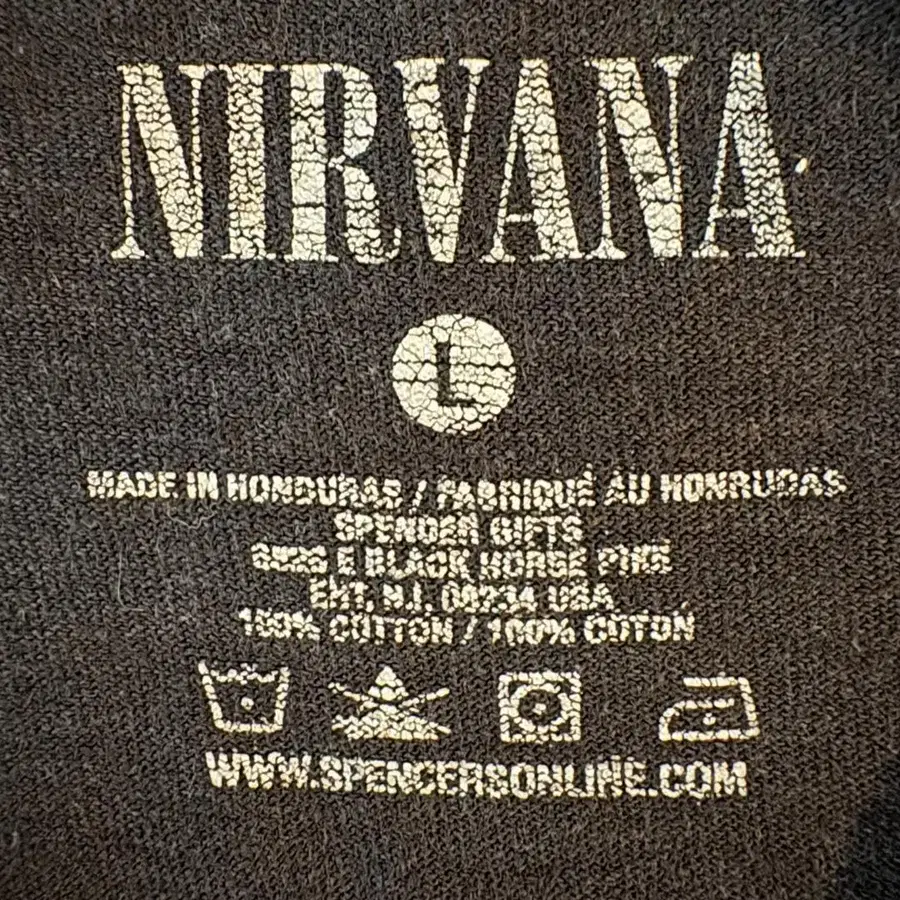 NIRVANA
L
MADE IN HONDURAS / FABRIQUÉ AU HONRUDAS
SPENDER GIFTS
6826 E BLACK HORSE PIKE
EHT, N.J. 08234 USA
100% COTTON / 100% COTON
WWW.SPENCERSONLINE.COM